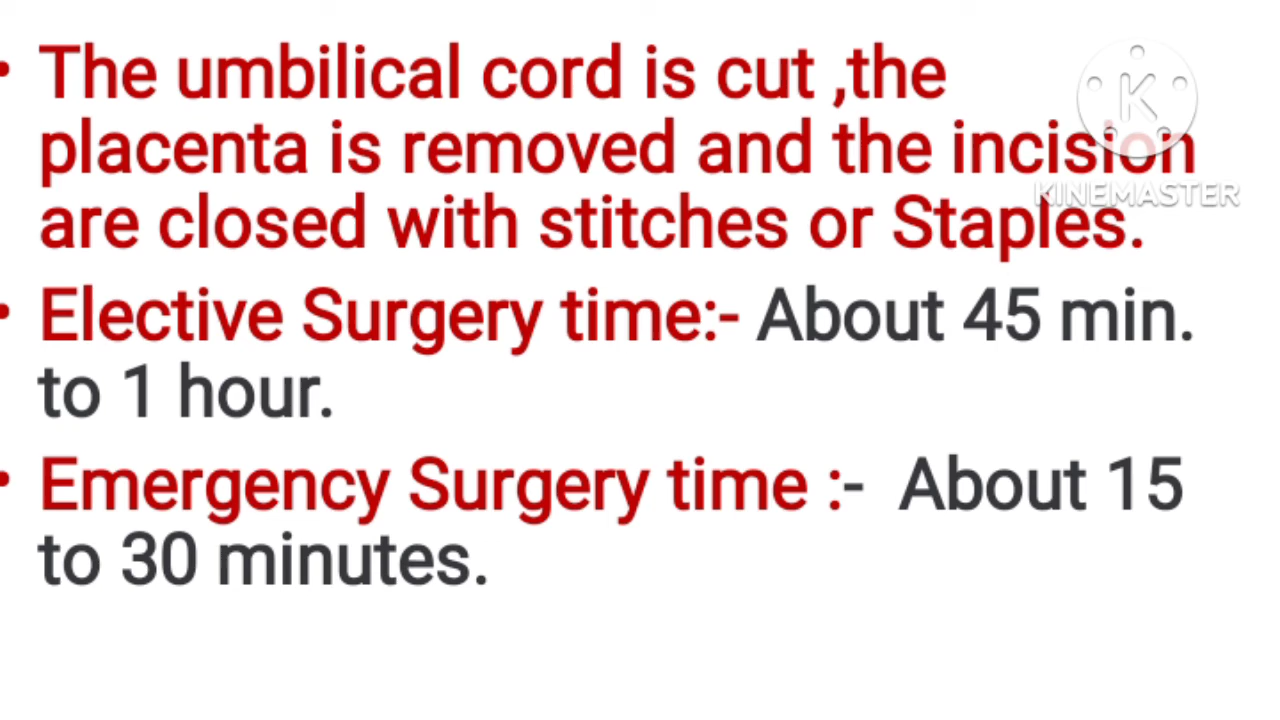 • The umbilical cord is cut ,the
placenta is removed and the incision
are closed with stitches or Staples.
• Elective Surgery time:- About 45 min.
to 1 hour.
• Emergency Surgery time :-  About 15
to 30 minutes.
K
KINEMASTER